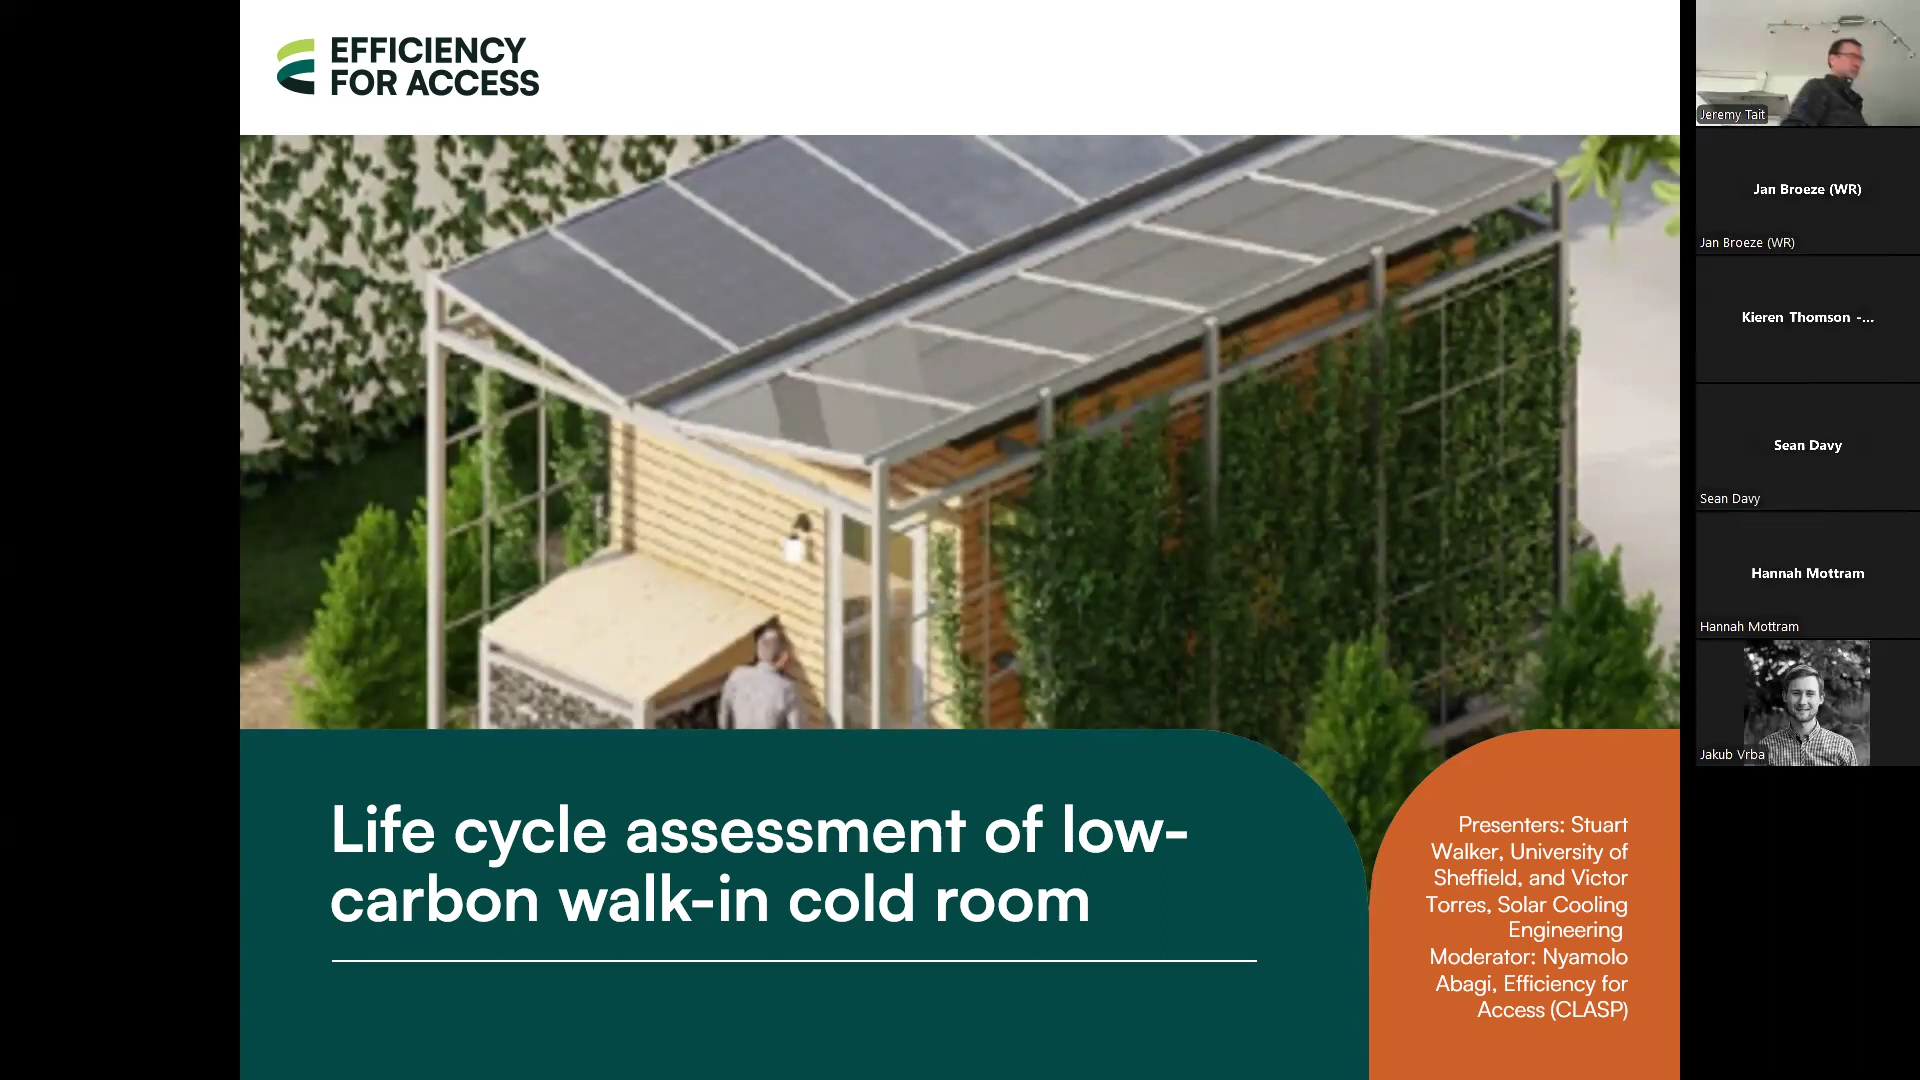 EFFICIENCY
FOR ACCESS
Life cycle assessment of low-
carbon walk-in cold room
Presenters: Stuart
Walker, University of
Sheffield, and Victor
Torres, Solar Cooling
Engineering
Moderator: Nyamolo
Abagi, Efficiency for
Access (CLASP)
Jeremy Tait
Jan Broeze (WR)
Jan Broeze (WR)
Kieren Thomson -...
Sean Davy
Sean Davy
Hannah Mottram
Hannah Mottram
Jakub Vrba